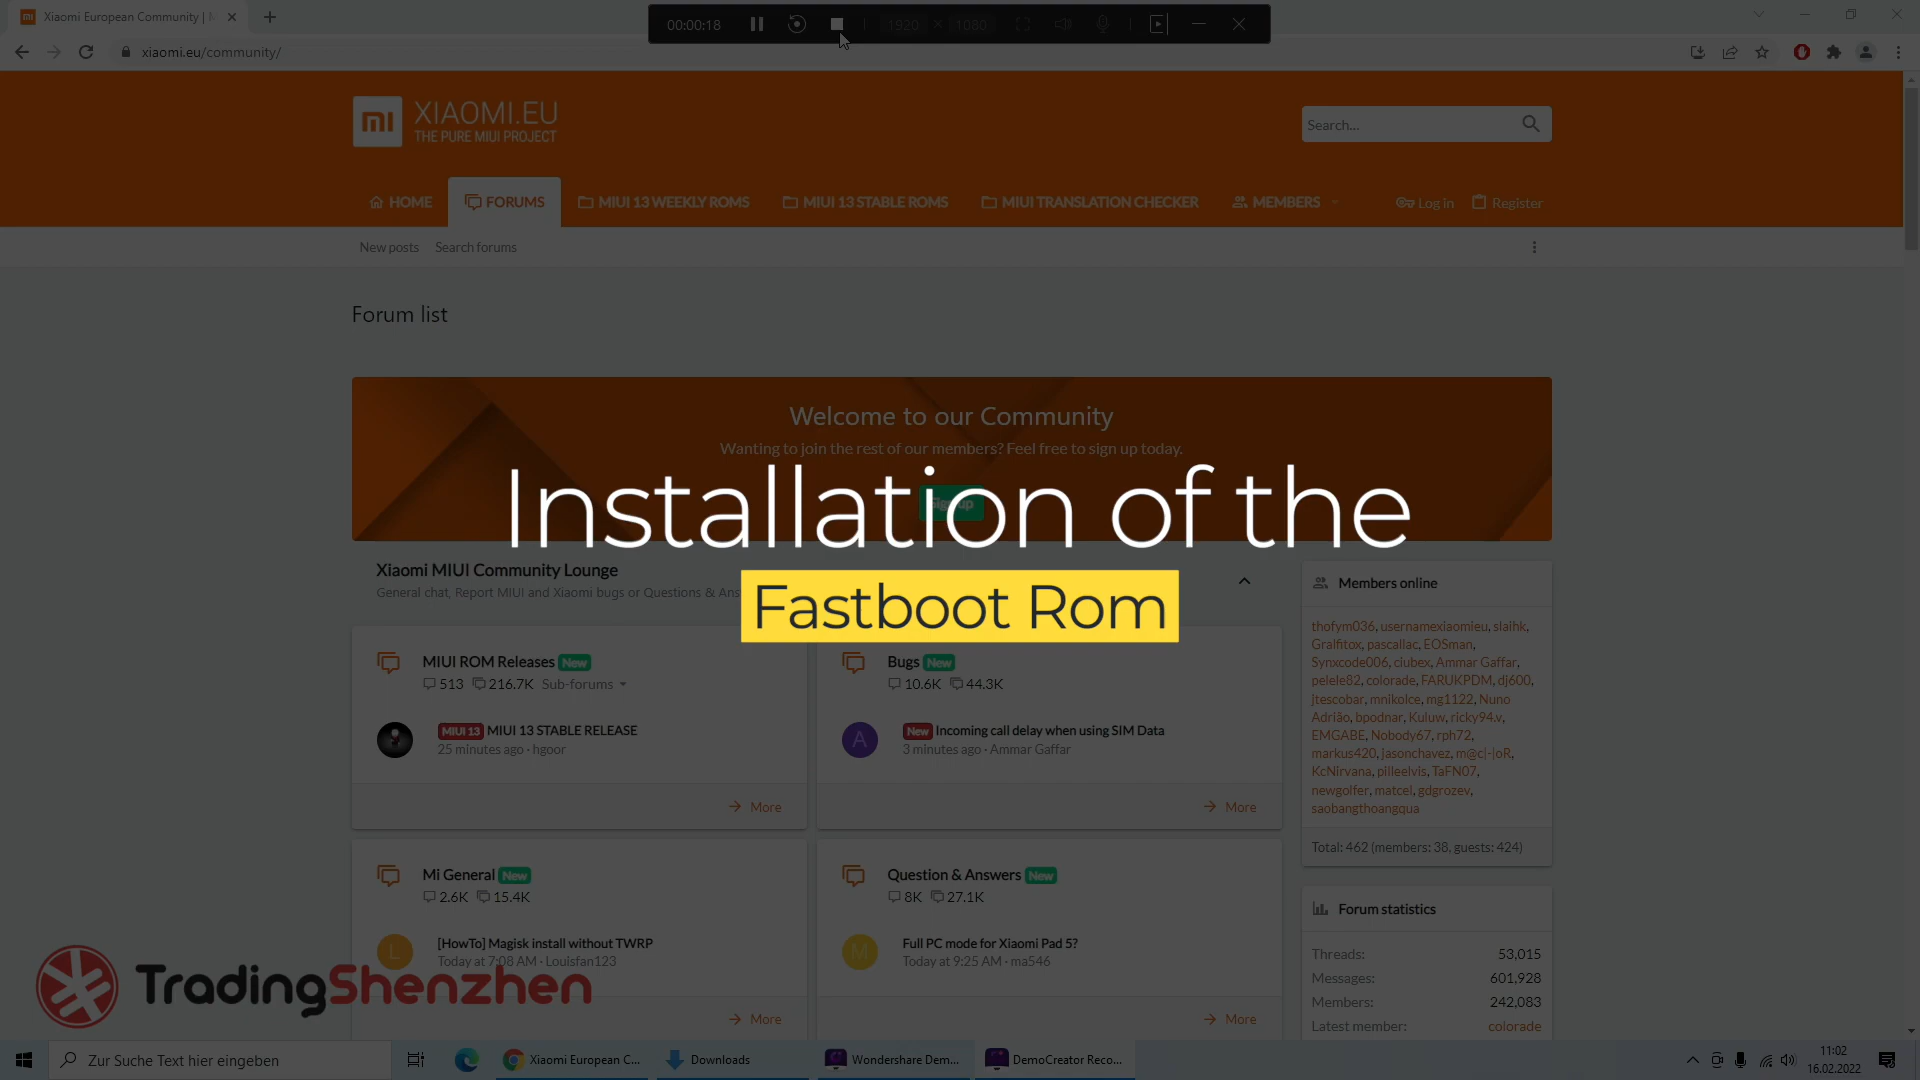 Xiaomi European Community | M
00:00:18
1920 × 1080
xiaomi.eu/community/
mi XIAOMI.EU
THE PURE MIUI PROJECT
Search...
HOME FORUMS MIUI 13 WEEKLY ROMS MIUI 13 STABLE ROMS MIUI TRANSLATION CHECKER MEMBERS Log in Register
New posts Search forums
Forum list
Welcome to our Community
Wanting to join the rest of our members? Feel free to sign up today.
Sign up
Installation of the
Fastboot Rom
Xiaomi MIUI Community Lounge
General chat, Report MIUI and Xiaomi bugs or Questions & Ans
MIUI ROM Releases New
513 216.7K Sub-forums
MIUI 13 MIUI 13 STABLE RELEASE
25 minutes ago · hgoor
More
Bugs New
10.6K 44.3K
A
New Incoming call delay when using SIM Data
3 minutes ago · Ammar Gaffar
More
Mi General New
2.6K 15.4K
L
[HowTo] Magisk install without TWRP
Today at 7:08 AM · Louisfan123
More
Question & Answers New
8K 27.1K
M
Full PC mode for Xiaomi Pad 5?
Today at 9:25 AM · ma546
More
Members online
thofym036, usernamexiaomieu, slaihk,
Gralfitox, pascallac, EOSman,
Synxcode006, ciubex, Ammar Gaffar,
pelele82, colorade, FARUKPDM, dj600,
jtescobar, mnikolce, mg1122, Nuno
Adrião, bpodnar, Kuluw, ricky94.v,
EMGABE, Nobody67, rph72,
markus420, jasonchavez, m@c|-|oR,
KcNirvana, pilleelvis, TaFN07,
newgolfer, matcel, gdgrozev,
saobangthoangqua
Total: 462 (members: 38, guests: 424)
Forum statistics
Threads: 53,015
Messages: 601,928
Members: 242,083
Latest member: colorade
TradingShenzhen
Zur Suche Text hier eingeben
Xiaomi European C...
Downloads
Wondershare Dem...
DemoCreator Reco...
11:02
16.02.2022